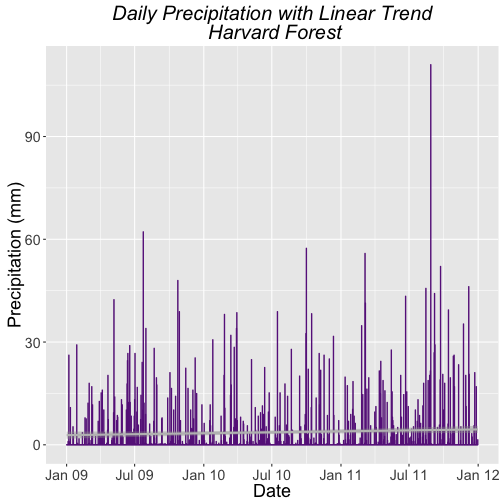 Daily Precipitation with Linear Trend
Harvard Forest
Precipitation (mm)
90
60
30
0
Jan 09 Jul 09 Jan 10 Jul 10 Jan 11 Jul 11 Jan 12
Date